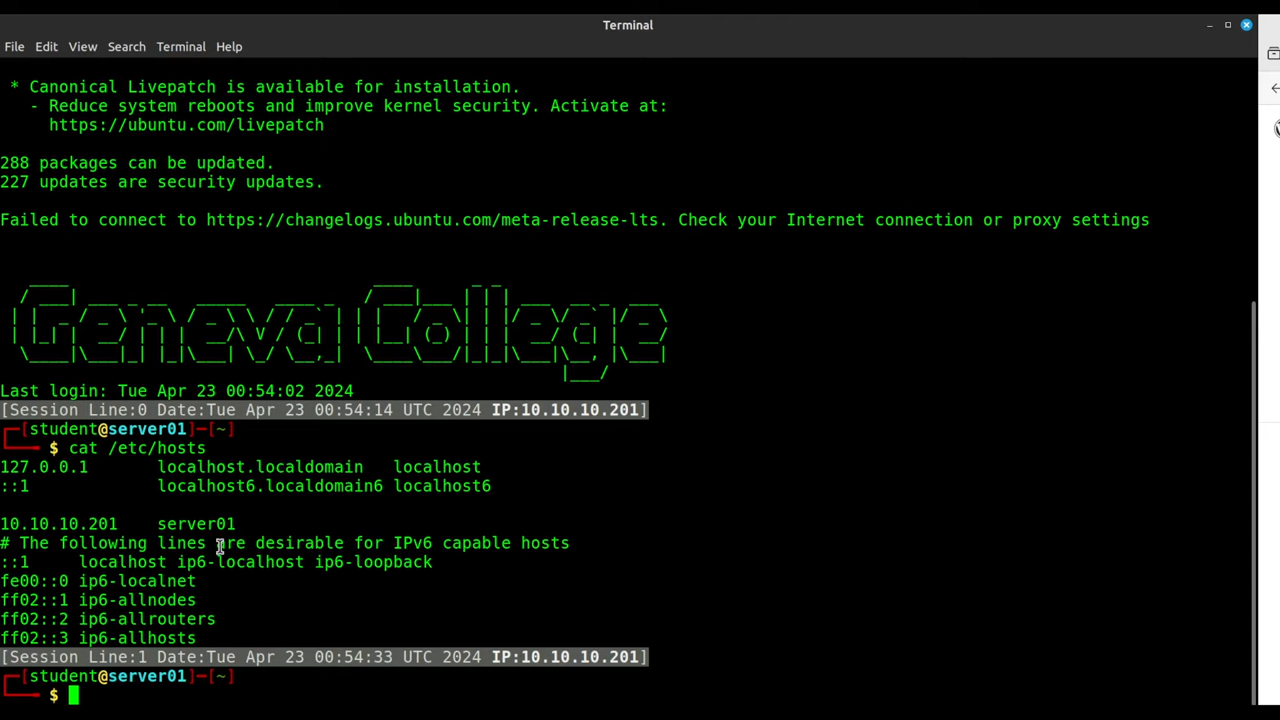 Terminal
File Edit View Search Terminal Help
* Canonical Livepatch is available for installation.
- Reduce system reboots and improve kernel security. Activate at:
https://ubuntu.com/livepatch
288 packages can be updated.
227 updates are security updates.
Failed to connect to https://changelogs.ubuntu.com/meta-release-lts. Check your Internet connection or proxy settings
Geneva College
Last login: Tue Apr 23 00:54:02 2024
[Session Line:0 Date:Tue Apr 23 00:54:14 UTC 2024 IP:10.10.10.201]
[student@server01]-[~]
$ cat /etc/hosts
127.0.0.1 localhost.localdomain localhost
::1 localhost6.localdomain6 localhost6
10.10.10.201 server01
# The following lines are desirable for IPv6 capable hosts
::1 localhost ip6-localhost ip6-loopback
fe00::0 ip6-localnet
ff02::1 ip6-allnodes
ff02::2 ip6-allrouters
ff02::3 ip6-allhosts
[Session Line:1 Date:Tue Apr 23 00:54:33 UTC 2024 IP:10.10.10.201]
[student@server01]-[~]
$